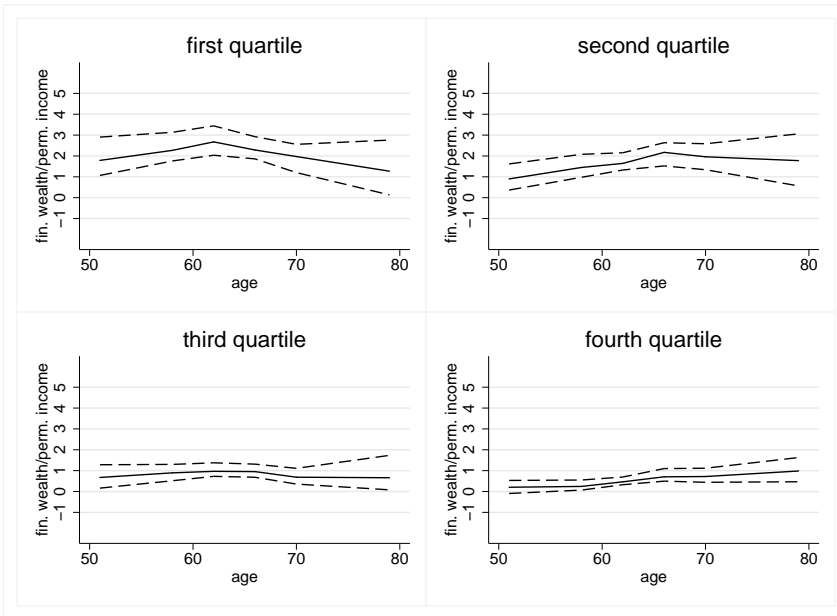 first quartile
fin. wealth/perm. income
5
4
3
2
1
0
−1
50 60 70 80
age
second quartile
fin. wealth/perm. income
5
4
3
2
1
0
−1
50 60 70 80
age
third quartile
fin. wealth/perm. income
5
4
3
2
1
0
−1
50 60 70 80
age
fourth quartile
fin. wealth/perm. income
5
4
3
2
1
0
−1
50 60 70 80
age